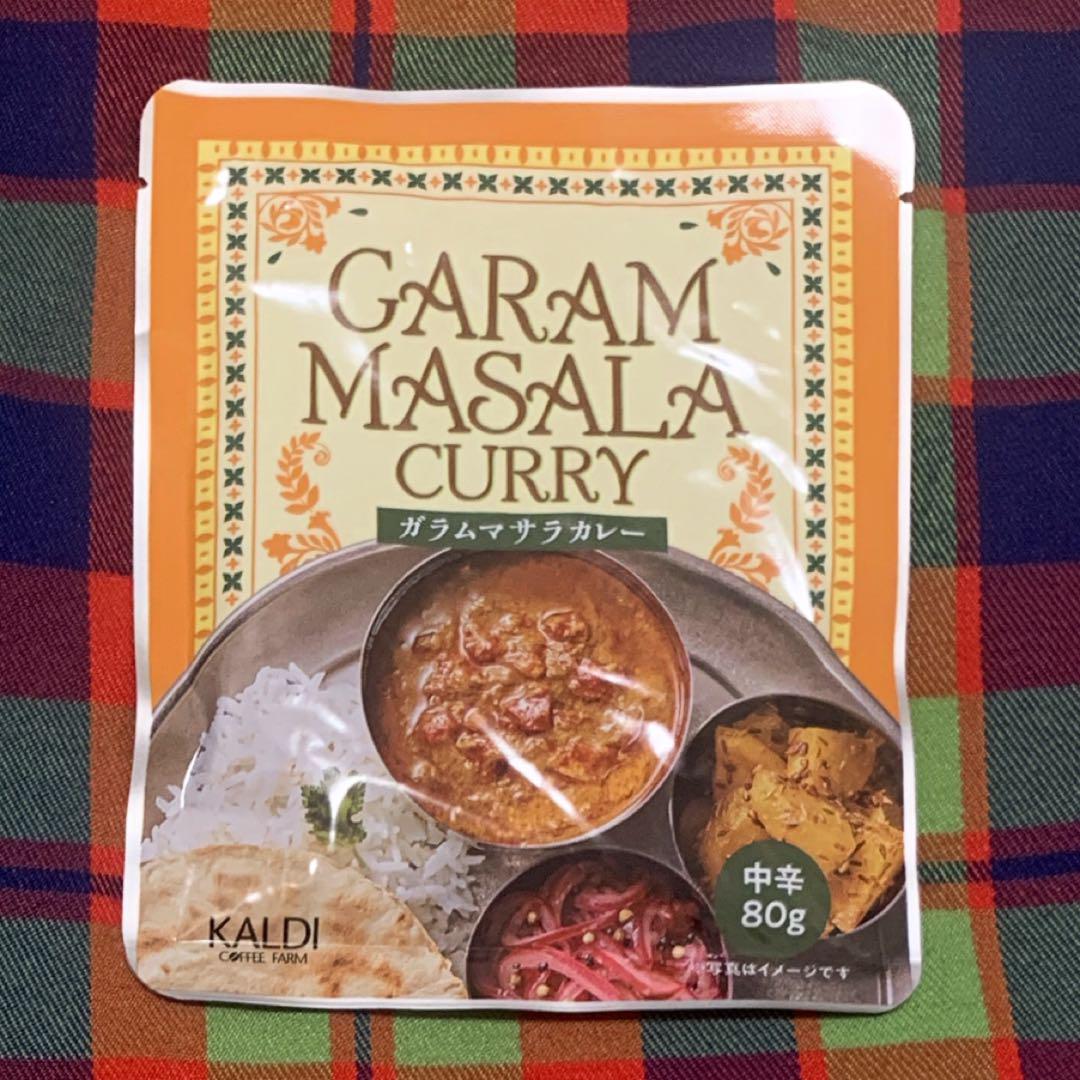 GARAM
MASALA
CURRY
ガラムマサラカレー
中辛
80g
KALDI
COFFEE FARM
写真はイメージです